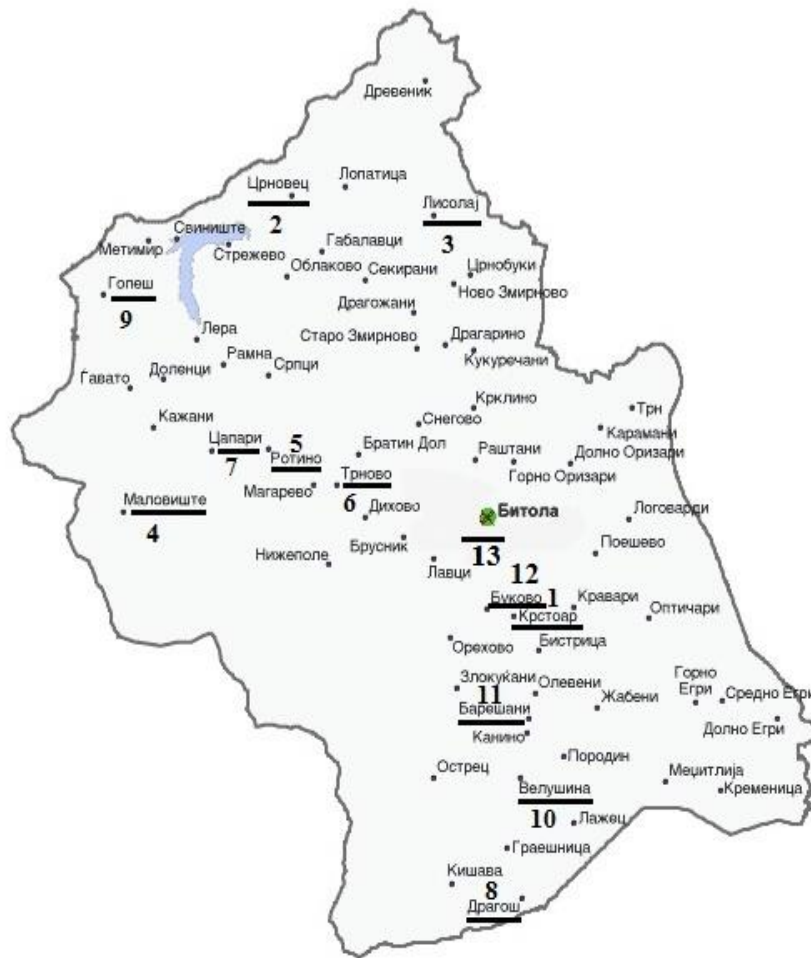 Древеник
Лопатица
Црновец
2
Лисолај
3
Свиниште
Метимир
Стрежево
Габалавци
Облаково
Секирани
Црнобуки
Ново Змирново
Гопеш
9
Драгожани
Лера
Старо Змирново
Драгарино
Кукуречани
Рамна
Српци
Ѓавато
Доленци
Крклино
Трн
Кажани
Снегово
Карамани
Цапари
7
5
Ротино
Братин Дол
Раштани
Долно Оризари
Горно Оризари
Магарево
Трново
6
Маловиште
4
Дихово
Битола
13
Логоварди
Брусник
Поешево
Нижеполе
Лавци
12
Буково
1
Кравари
Крстоар
Оптичари
Орехово
Бистрица
Злокуќани
11
Олевени
Барешани
Жабени
Горно
Егри
Средно Егри
Долно Егри
Канино
Породин
Острец
Меџитлија
Велушина
10
Кременица
Лажец
Граешница
Кишава
8
Драгош